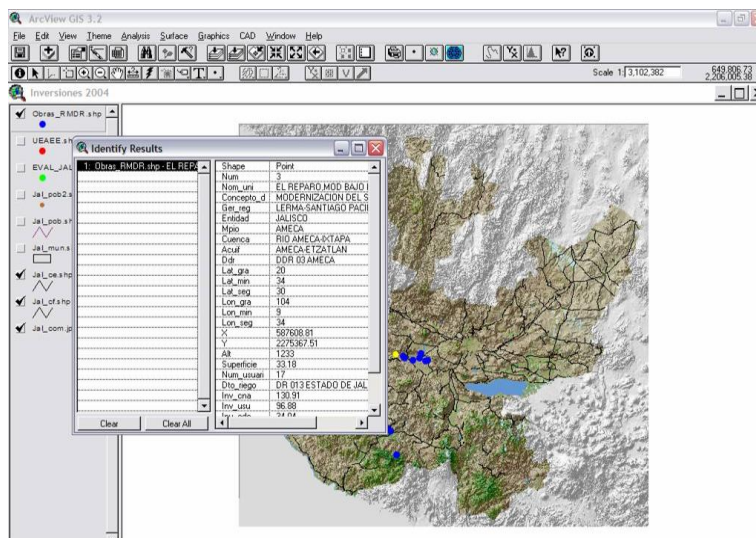 ArcView GIS 3.2
File Edit View Theme Analysis Surface Graphics CAD Window Help
Scale 1: 3,102,382
649,806.73
2,206,005.38
Inversiones 2004
Obras_RMDR.shp
UEAEE.sh
EVAL_JAL
Jal_pob2.s
Jal_pob.sh
Jal_mun.s
Jal_ce.shp
Jal_cf.shp
Jal_com.jp
Identify Results
1: Obras_RMDR.shp - EL REPA
Shape Point
Num 3
Nom_uni EL REPARO,MOD BAJO
Concepto_d MODERNIZACION DEL S
Ger_reg LERMA-SANTIAGO PACI
Entidad JALISCO
Mpio AMECA
Cuenca RIO AMECA-IXTAPA
Acuif AMECA-ETZATLAN
Ddr DDR 03 AMECA
Lat_gra 20
Lat_min 34
Lat_seg 30
Lon_gra 104
Lon_min 9
Lon_seg 34
X 587608.81
Y 2275367.51
Alt 1233
Superficie 33.18
Num_usuari 17
Dto_riego DR 013 ESTADO DE JAL
Inv_cna 130.91
Inv_usu 96.88
Clear Clear All